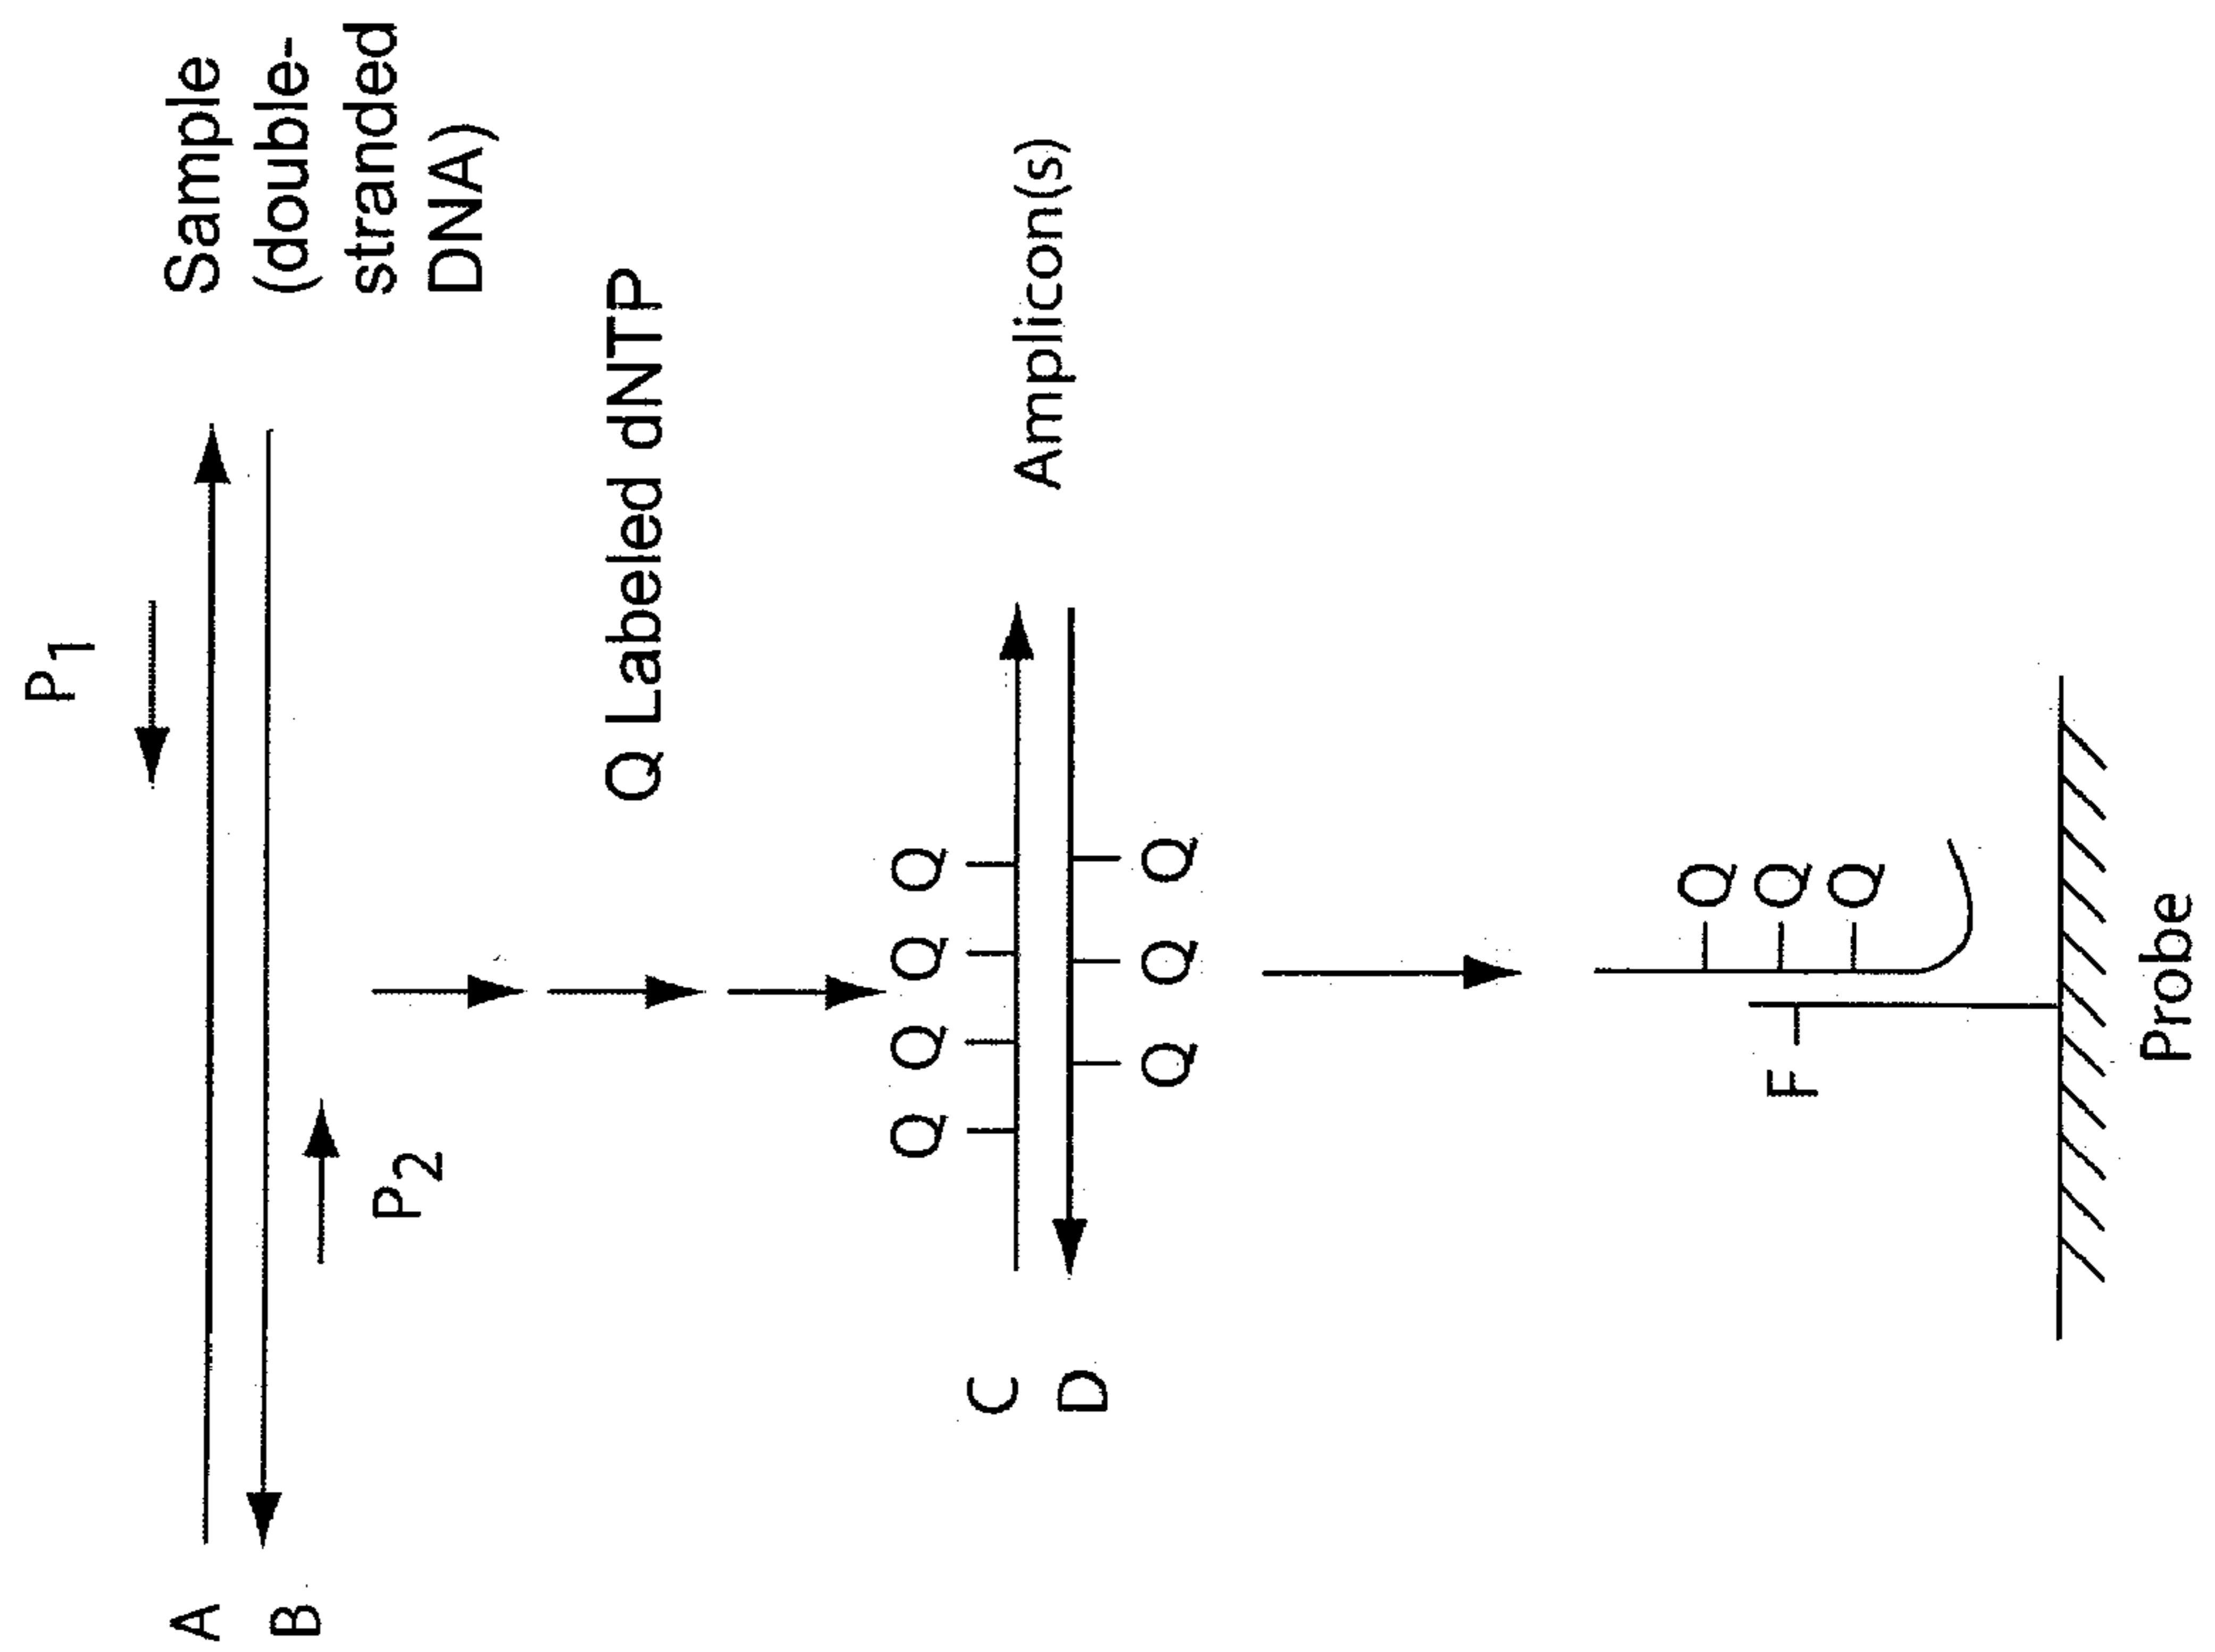 P1
A
B
Sample
(double-
stranded
DNA)
P2
Q Labeled dNTP
Q Q Q Q
C
D
Amplicon(s)
Q Q Q
Q
Q
Q
F
Probe